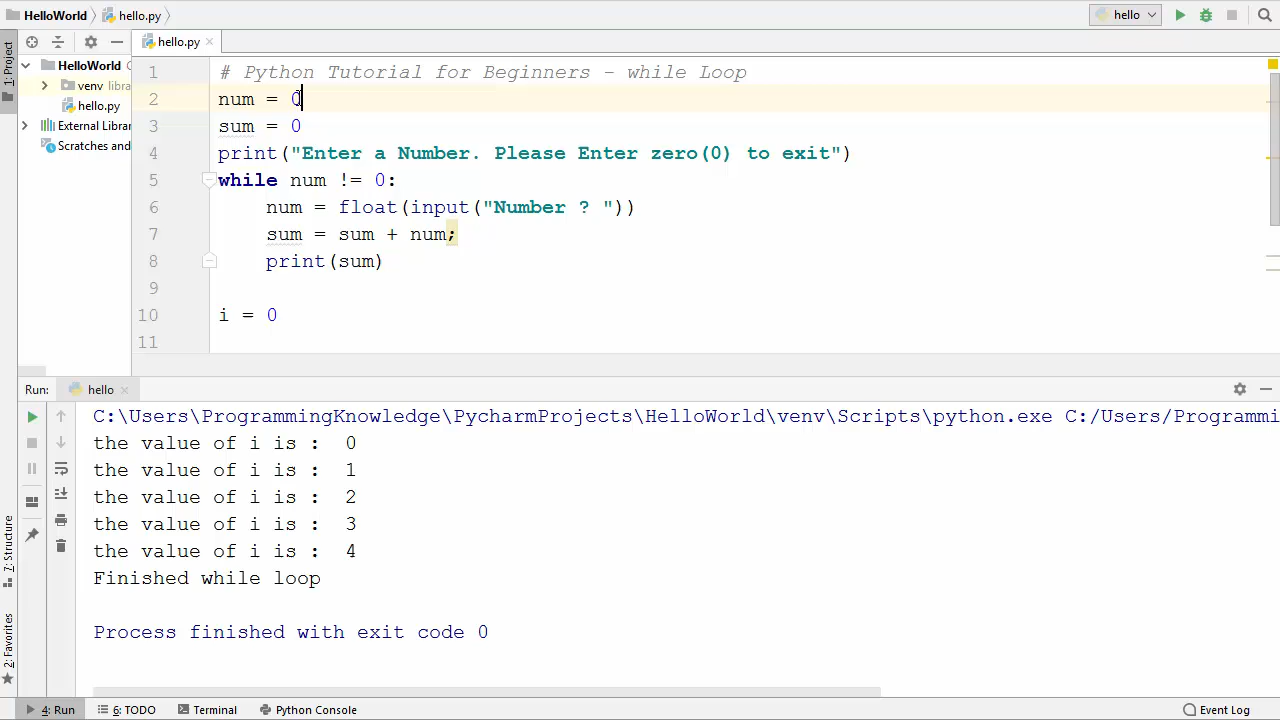 HelloWorld hello.py hello
1: Project
hello.py
HelloWorld C
venv libra
hello.py
External Librar
Scratches and
1 # Python Tutorial for Beginners - while Loop
2 num = 0
3 sum = 0
4 print("Enter a Number. Please Enter zero(0) to exit")
5 while num != 0:
6 num = float(input("Number ? "))
7 sum = sum + num;
8 print(sum)
9
10 i = 0
11
Run: hello
C:\Users\ProgrammingKnowledge\PycharmProjects\HelloWorld\venv\Scripts\python.exe C:/Users/Programmi
the value of i is : 0
the value of i is : 1
the value of i is : 2
the value of i is : 3
the value of i is : 4
Finished while loop
Process finished with exit code 0
7: Structure
2: Favorites
4: Run 6: TODO Terminal Python Console Event Log